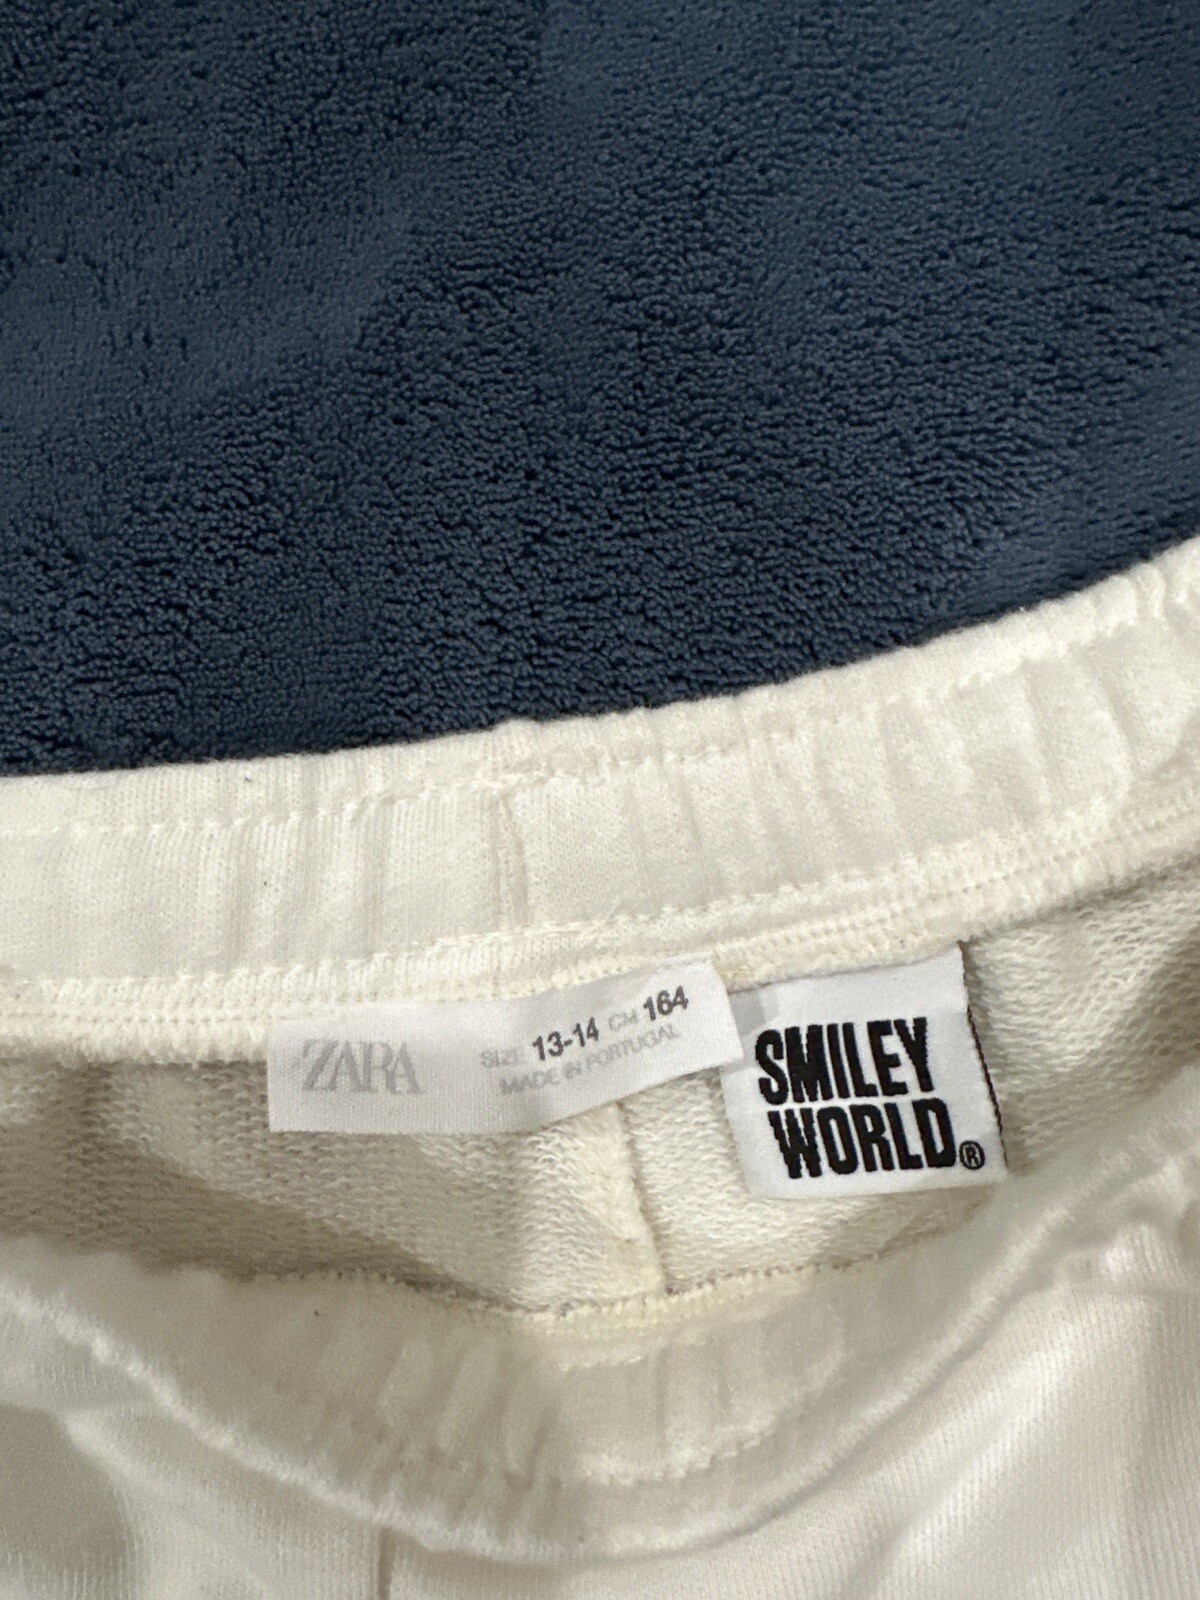 ZARA
SIZE 13-14 CM 164
MADE IN PORTUGAL
SMILEY
WORLD®